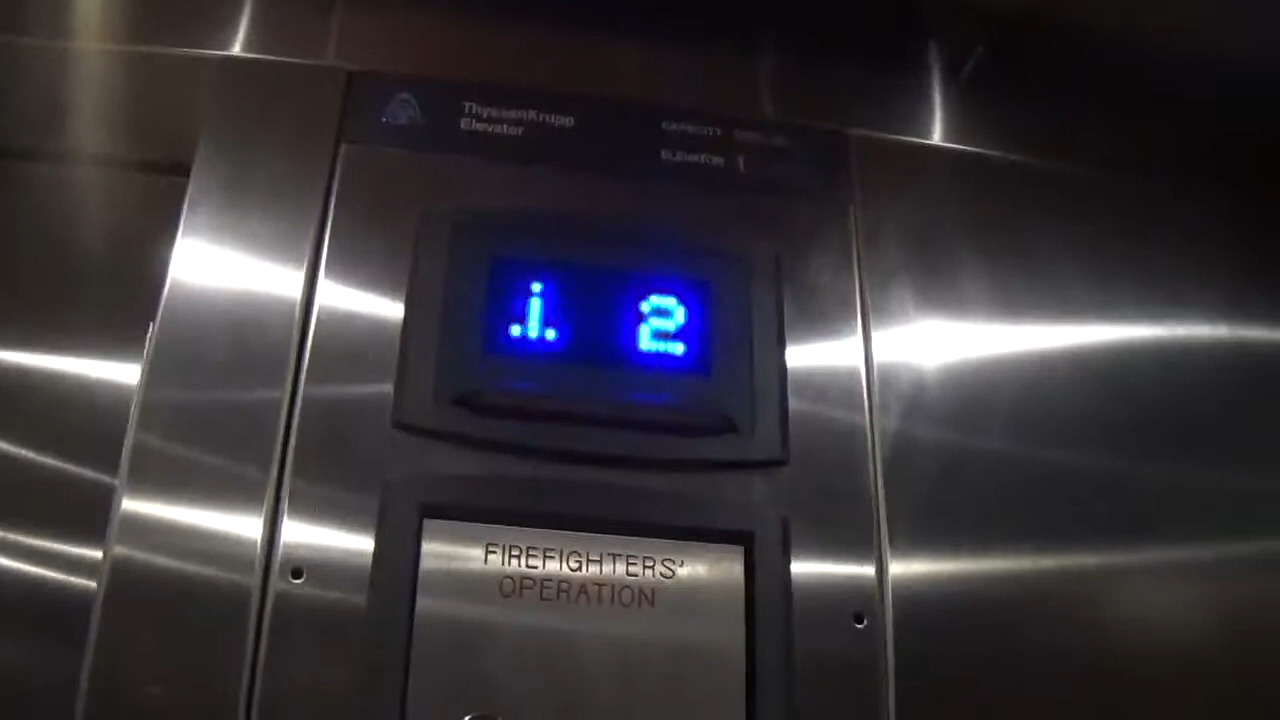 ThyssenKrupp
Elevator
CAPACITY
ELEVATOR 1
2
FIREFIGHTERS'
OPERATION